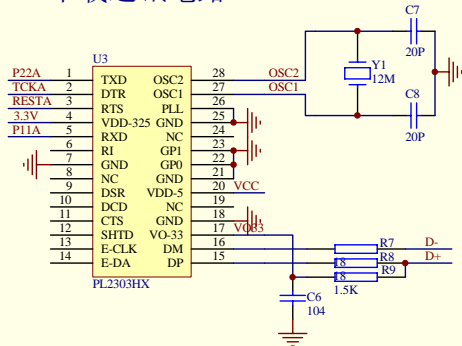 C7
20P
Y1
12M
C8
20P
OSC2
OSC1
U3
P22A 1 TXD OSC2 28
TCKA 2 DTR OSC1 27
RESTA 3 RTS PLL 26
3.3V 4 VDD-325 GND 25
P11A 5 RXD NC 24
6 RI GP1 23
7 GND GP0 22
8 NC GND 21
9 DSR VDD-5 20 VCC
10 DCD NC 19
11 CTS GND 18
12 SHTD VO-33 17 VO33
13 E-CLK DM 16
14 E-DA DP 15
PL2303HX
R7 D-
18 R8 D+
18 R9
1.5K
C6
104